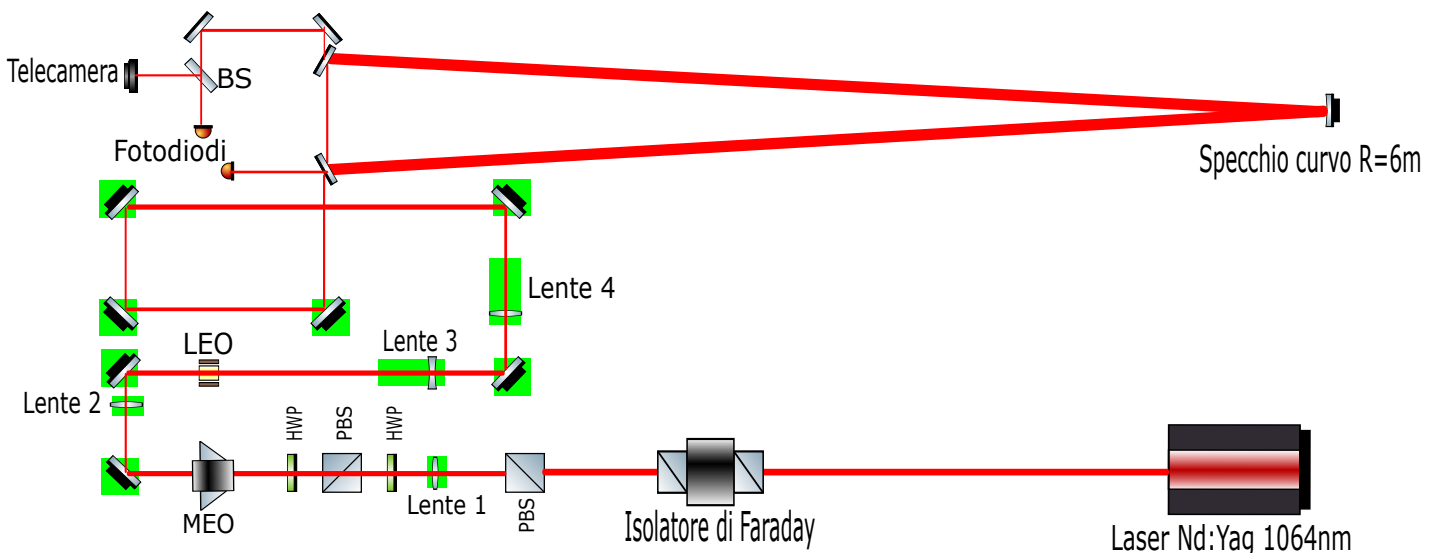 Telecamera
BS
Fotodiodi
Specchio curvo R=6m
Lente 4
LEO
Lente 3
Lente 2
HWP
PBS
HWP
Lente 1
PBS
MEO
Isolatore di Faraday
Laser Nd:Yag 1064nm